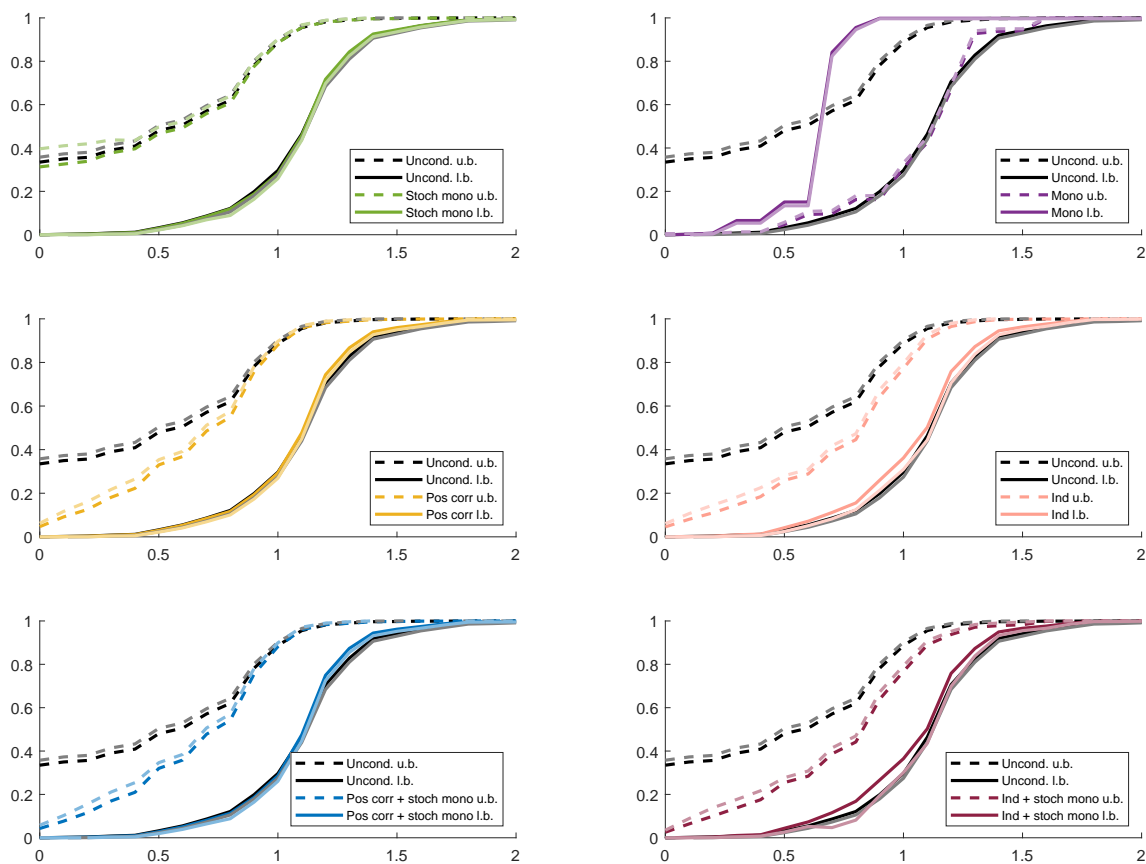 1
0.8
0.6
0.4
0.2
0
Uncond. u.b.
Uncond. l.b.
Stoch mono u.b.
Stoch mono l.b.
0 0.5 1 1.5 2
1
0.8
0.6
0.4
0.2
0
Uncond. u.b.
Uncond. l.b.
Mono u.b.
Mono l.b.
0 0.5 1 1.5 2
1
0.8
0.6
0.4
0.2
0
Uncond. u.b.
Uncond. l.b.
Pos corr u.b.
Pos corr l.b.
0 0.5 1 1.5 2
1
0.8
0.6
0.4
0.2
0
Uncond. u.b.
Uncond. l.b.
Ind u.b.
Ind l.b.
0 0.5 1 1.5 2
1
0.8
0.6
0.4
0.2
0
Uncond. u.b.
Uncond. l.b.
Pos corr + stoch mono u.b.
Pos corr + stoch mono l.b.
0 0.5 1 1.5 2
1
0.8
0.6
0.4
0.2
0
Uncond. u.b.
Uncond. l.b.
Ind + stoch mono u.b.
Ind + stoch mono l.b.
0 0.5 1 1.5 2